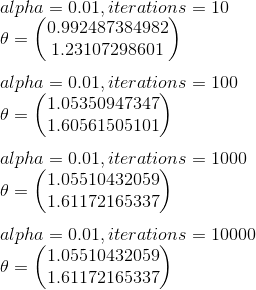 alpha = 0.01, iterations = 10
θ = (0.992487384982
1.23107298601)
alpha = 0.01, iterations = 100
θ = (1.05350947347
1.60561505101)
alpha = 0.01, iterations = 1000
θ = (1.05510432059
1.61172165337)
alpha = 0.01, iterations = 10000
θ = (1.05510432059
1.61172165337)